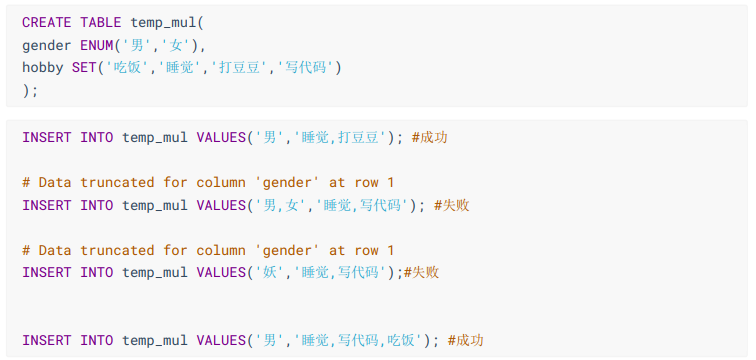 CREATE TABLE temp_mul(
gender ENUM('男','女'),
hobby SET('吃饭','睡觉','打豆豆','写代码')
);
INSERT INTO temp_mul VALUES('男','睡觉,打豆豆'); #成功
# Data truncated for column 'gender' at row 1
INSERT INTO temp_mul VALUES('男,女','睡觉,写代码'); #失败
# Data truncated for column 'gender' at row 1
INSERT INTO temp_mul VALUES('妖','睡觉,写代码');#失败
INSERT INTO temp_mul VALUES('男','睡觉,写代码,吃饭'); #成功